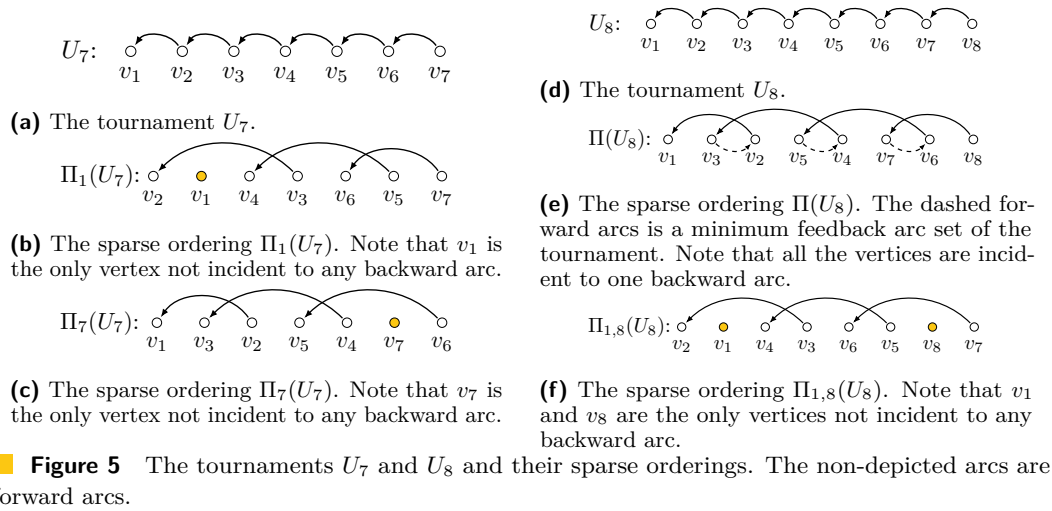 U₇:
v₁ v₂ v₃ v₄ v₅ v₆ v₇
(a) The tournament U₇.
Π₁(U₇):
v₂ v₁ v₄ v₃ v₆ v₅ v₇
(b) The sparse ordering Π₁(U₇). Note that v₁ is
the only vertex not incident to any backward arc.
Π₇(U₇):
v₁ v₃ v₂ v₅ v₄ v₇ v₆
(c) The sparse ordering Π₇(U₇). Note that v₇ is
the only vertex not incident to any backward arc.
U₈:
v₁ v₂ v₃ v₄ v₅ v₆ v₇ v₈
(d) The tournament U₈.
Π(U₈):
v₁ v₃ v₂ v₅ v₄ v₇ v₆ v₈
(e) The sparse ordering Π(U₈). The dashed for-
ward arcs is a minimum feedback arc set of the
tournament. Note that all the vertices are incid-
ent to one backward arc.
Π₁,₈(U₈):
v₂ v₁ v₄ v₃ v₆ v₅ v₈ v₇
(f) The sparse ordering Π₁,₈(U₈). Note that v₁
and v₈ are the only vertices not incident to any
backward arc.
Figure 5 The tournaments U₇ and U₈ and their sparse orderings. The non-depicted arcs are
forward arcs.